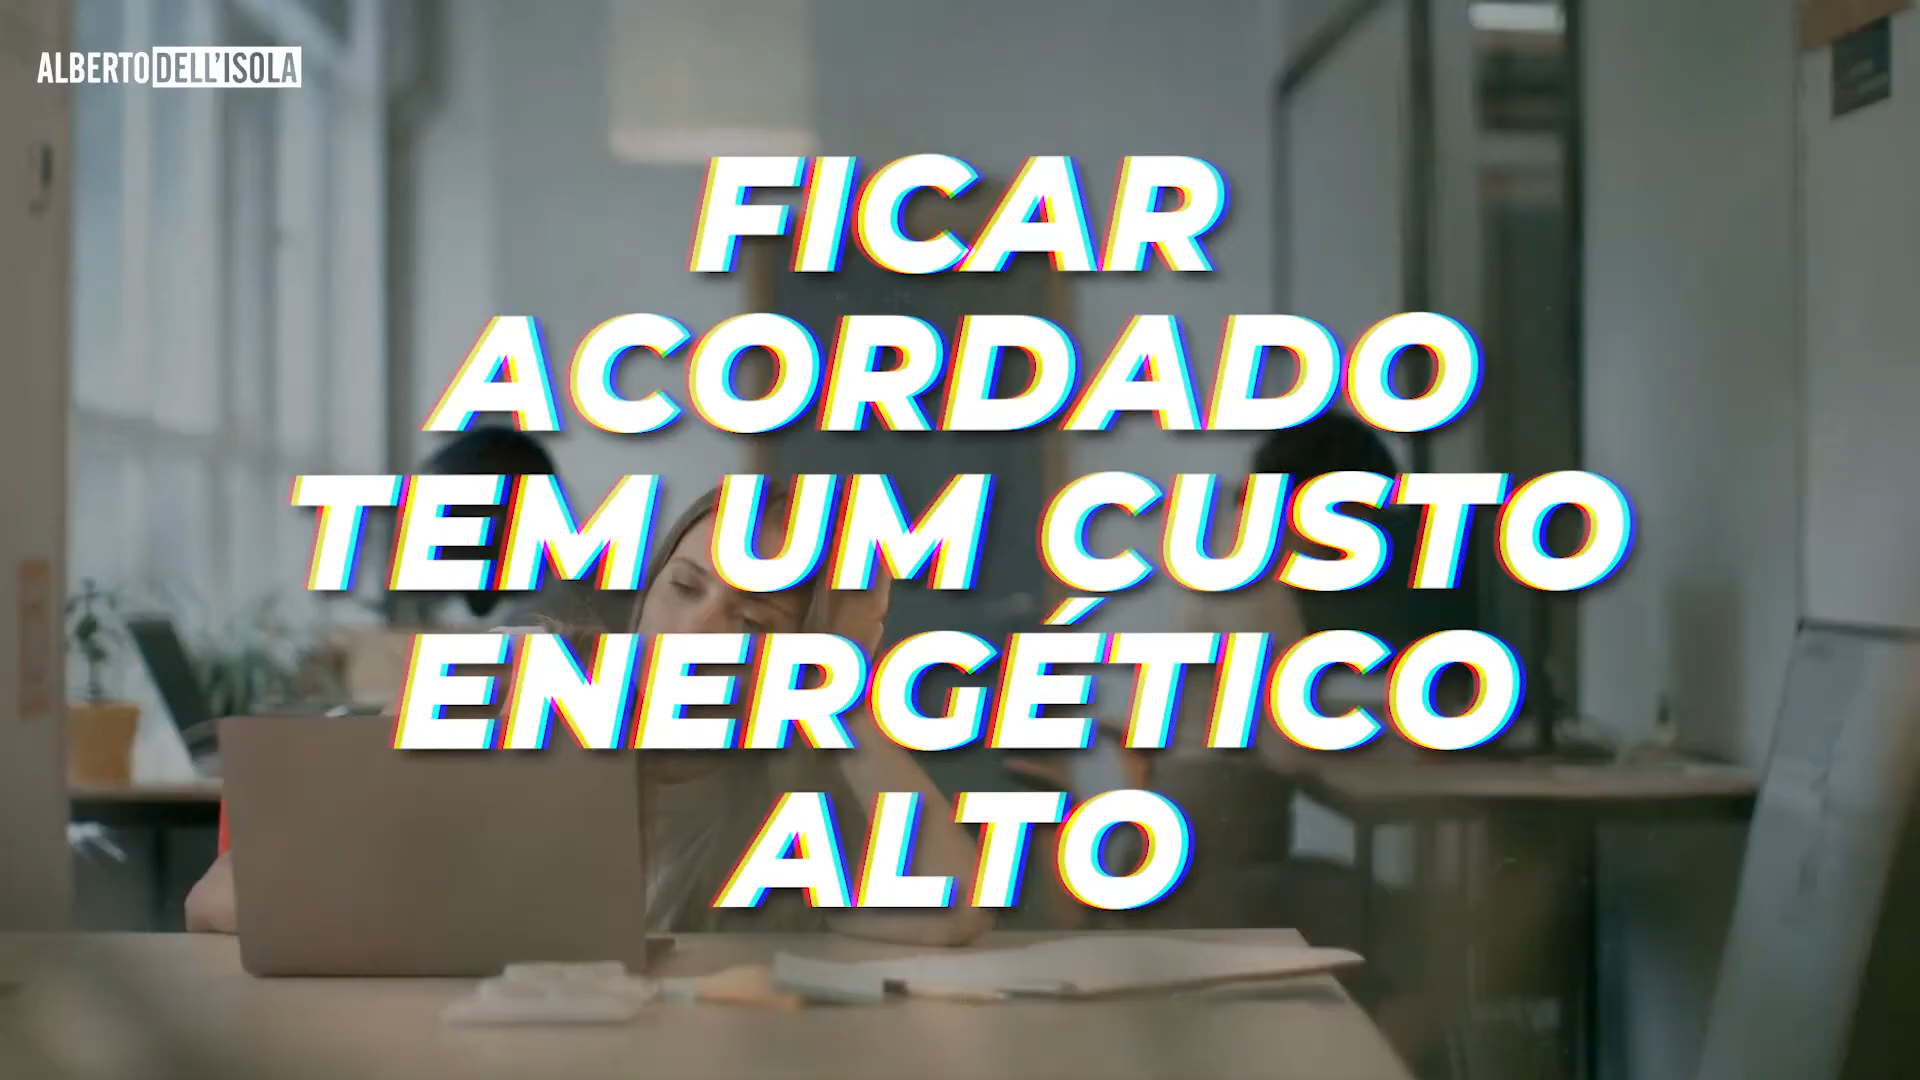 ALBERTO DELL'ISOLA
FICAR
ACORDADO
TEM UM CUSTO
ENERGÉTICO
ALTO